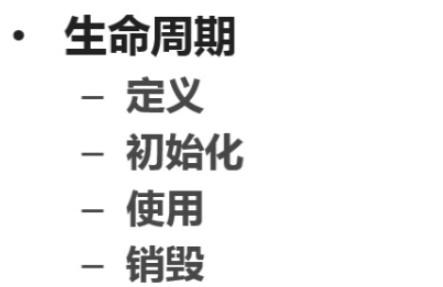 • 生命周期
– 定义
– 初始化
– 使用
– 销毁